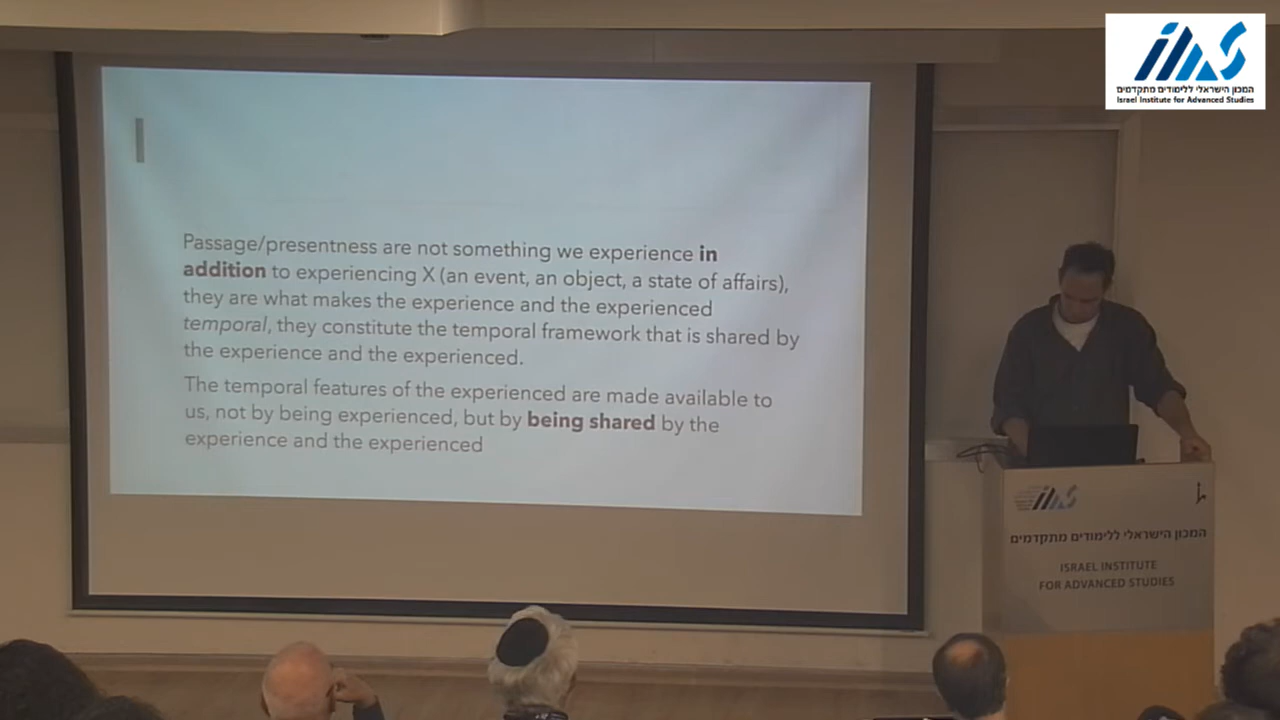 המכון הישראלי ללימודים מתקדמים
Israel Institute for Advanced Studies
Passage/presentness are not something we experience in
addition to experiencing X (an event, an object, a state of affairs),
they are what makes the experience and the experienced
temporal, they constitute the temporal framework that is shared by
the experience and the experienced.
The temporal features of the experienced are made available to
us, not by being experienced, but by being shared by the
experience and the experienced
המכון הישראלי ללימודים מתקדמים
ISRAEL INSTITUTE
FOR ADVANCED STUDIES